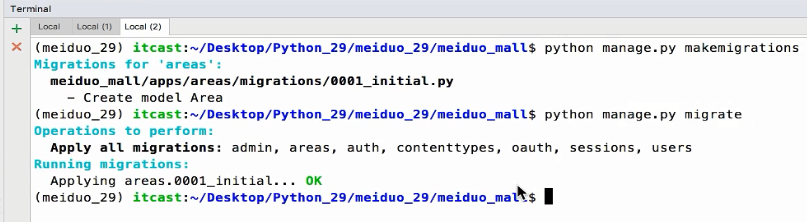 Terminal
Local Local (1) Local (2)
(meiduo_29) itcast:~/Desktop/Python_29/meiduo_29/meiduo_mall$ python manage.py makemigrations
Migrations for 'areas':
meiduo_mall/apps/areas/migrations/0001_initial.py
- Create model Area
(meiduo_29) itcast:~/Desktop/Python_29/meiduo_29/meiduo_mall$ python manage.py migrate
Operations to perform:
Apply all migrations: admin, areas, auth, contenttypes, oauth, sessions, users
Running migrations:
Applying areas.0001_initial... OK
(meiduo_29) itcast:~/Desktop/Python_29/meiduo_29/meiduo_mall$